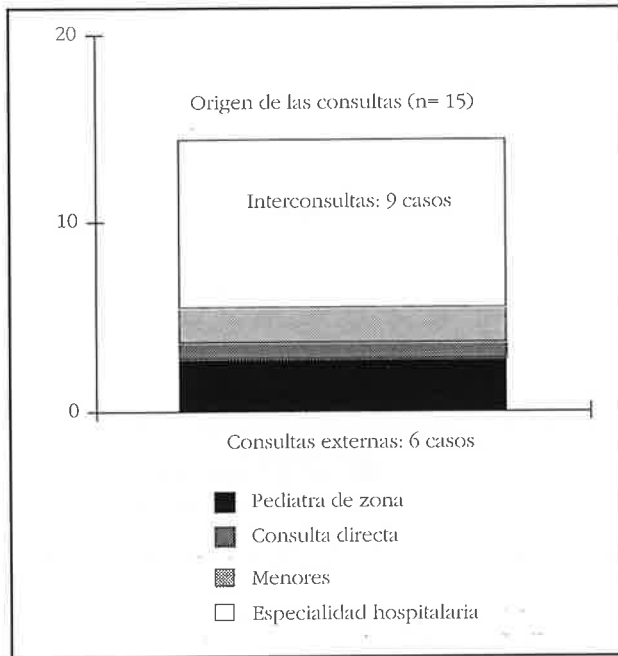 20
Origen de las consultas (n= 15)
Interconsultas: 9 casos
10
0
Consultas externas: 6 casos
Pediatra de zona
Consulta directa
Menores
Especialidad hospitalaria